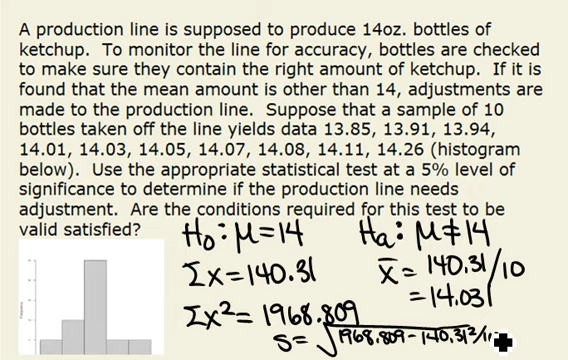 A production line is supposed to produce 14oz. bottles of
ketchup. To monitor the line for accuracy, bottles are checked
to make sure they contain the right amount of ketchup. If it is
found that the mean amount is other than 14, adjustments are
made to the production line. Suppose that a sample of 10
bottles taken off the line yields data 13.85, 13.91, 13.94,
14.01, 14.03, 14.05, 14.07, 14.08, 14.11, 14.26 (histogram
below). Use the appropriate statistical test at a 5% level of
significance to determine if the production line needs
adjustment. Are the conditions required for this test to be
valid satisfied?
H₀: μ=14 Hₐ: μ≠14
Σx=140.31 x̄= 140.31/10
=14.031
Σx²= 1968.809
s= √1968.809-140.31²/1